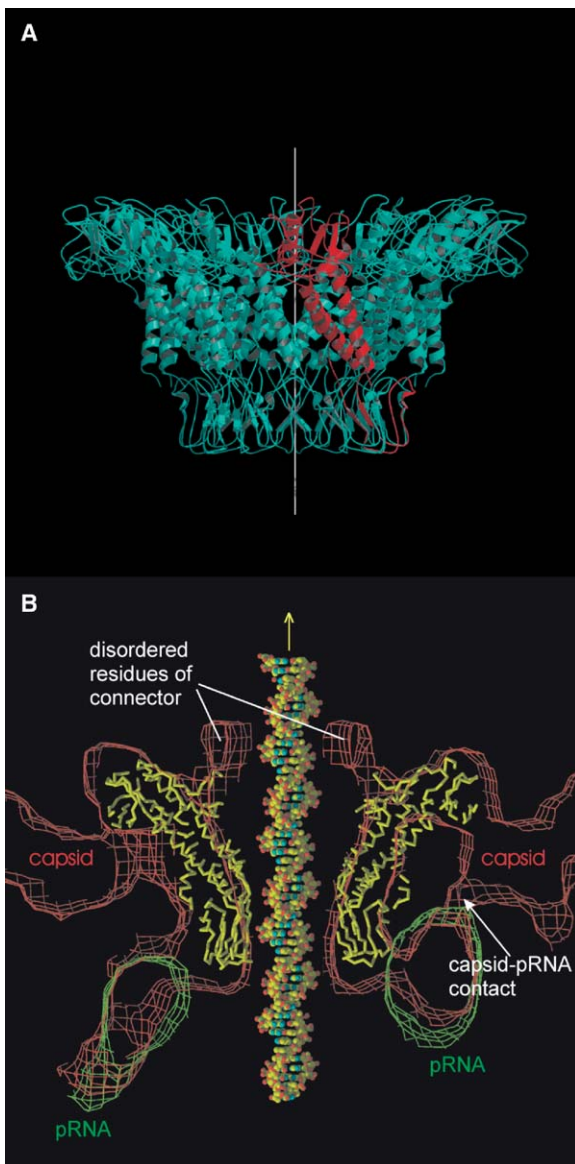 A
B
disordered
residues of
connector
capsid
capsid
capsid-pRNA
contact
pRNA
pRNA